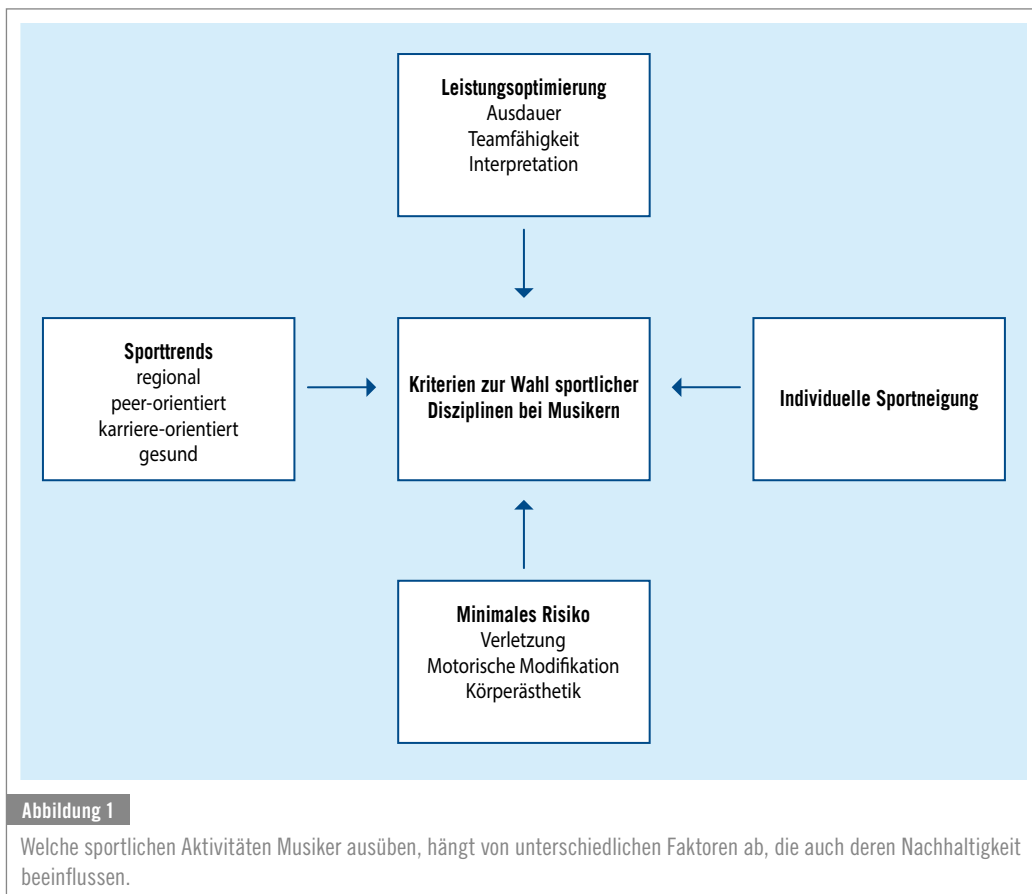 Leistungsoptimierung
Ausdauer
Teamfähigkeit
Interpretation
Sporttrends
regional
peer-orientiert
karriere-orientiert
gesund
Kriterien zur Wahl sportlicher
Disziplinen bei Musikern
Individuelle Sportneigung
Minimales Risiko
Verletzung
Motorische Modifikation
Körperästhetik
Abbildung 1
Welche sportlichen Aktivitäten Musiker ausüben, hängt von unterschiedlichen Faktoren ab, die auch deren Nachhaltigkeit
beeinflussen.